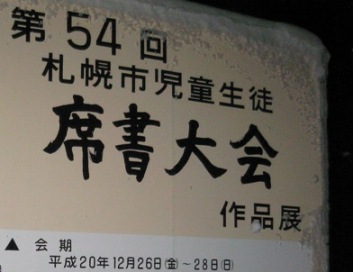 第54回
札幌市児童生徒
席書大会
作品展
▲ 会期
平成20年12月26日㊎～28日㊐